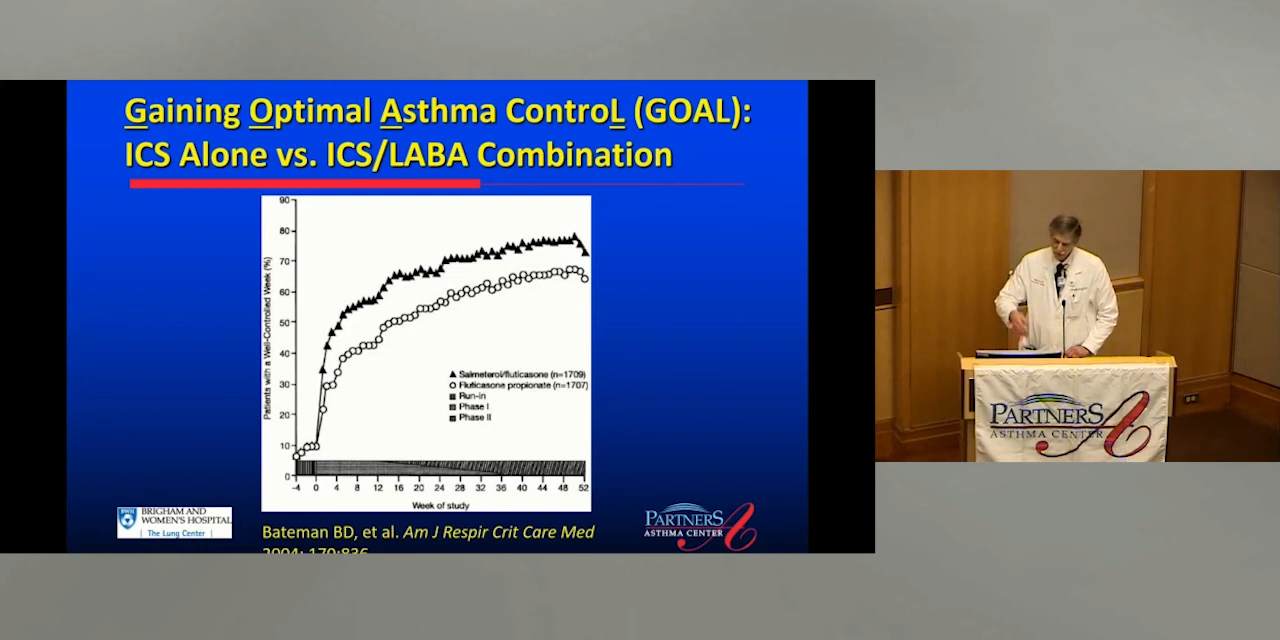 Gaining Optimal Asthma ControL (GOAL):
ICS Alone vs. ICS/LABA Combination
Patients with a Well-Controlled Week (%)
90
80
70
60
50
40
30
20
10
0
-4 0 4 8 12 16 20 24 28 32 36 40 44 48 52
Week of study
Salmeterol/fluticasone (n=1709)
Fluticasone propionate (n=1707)
Run-in
Phase I
Phase II
BWH
BRIGHAM AND
WOMEN'S HOSPITAL
The Lung Center
Bateman BD, et al. Am J Respir Crit Care Med
2004; 170:836
PARTNERS
ASTHMA CENTER
PARTNERS
ASTHMA CENTER